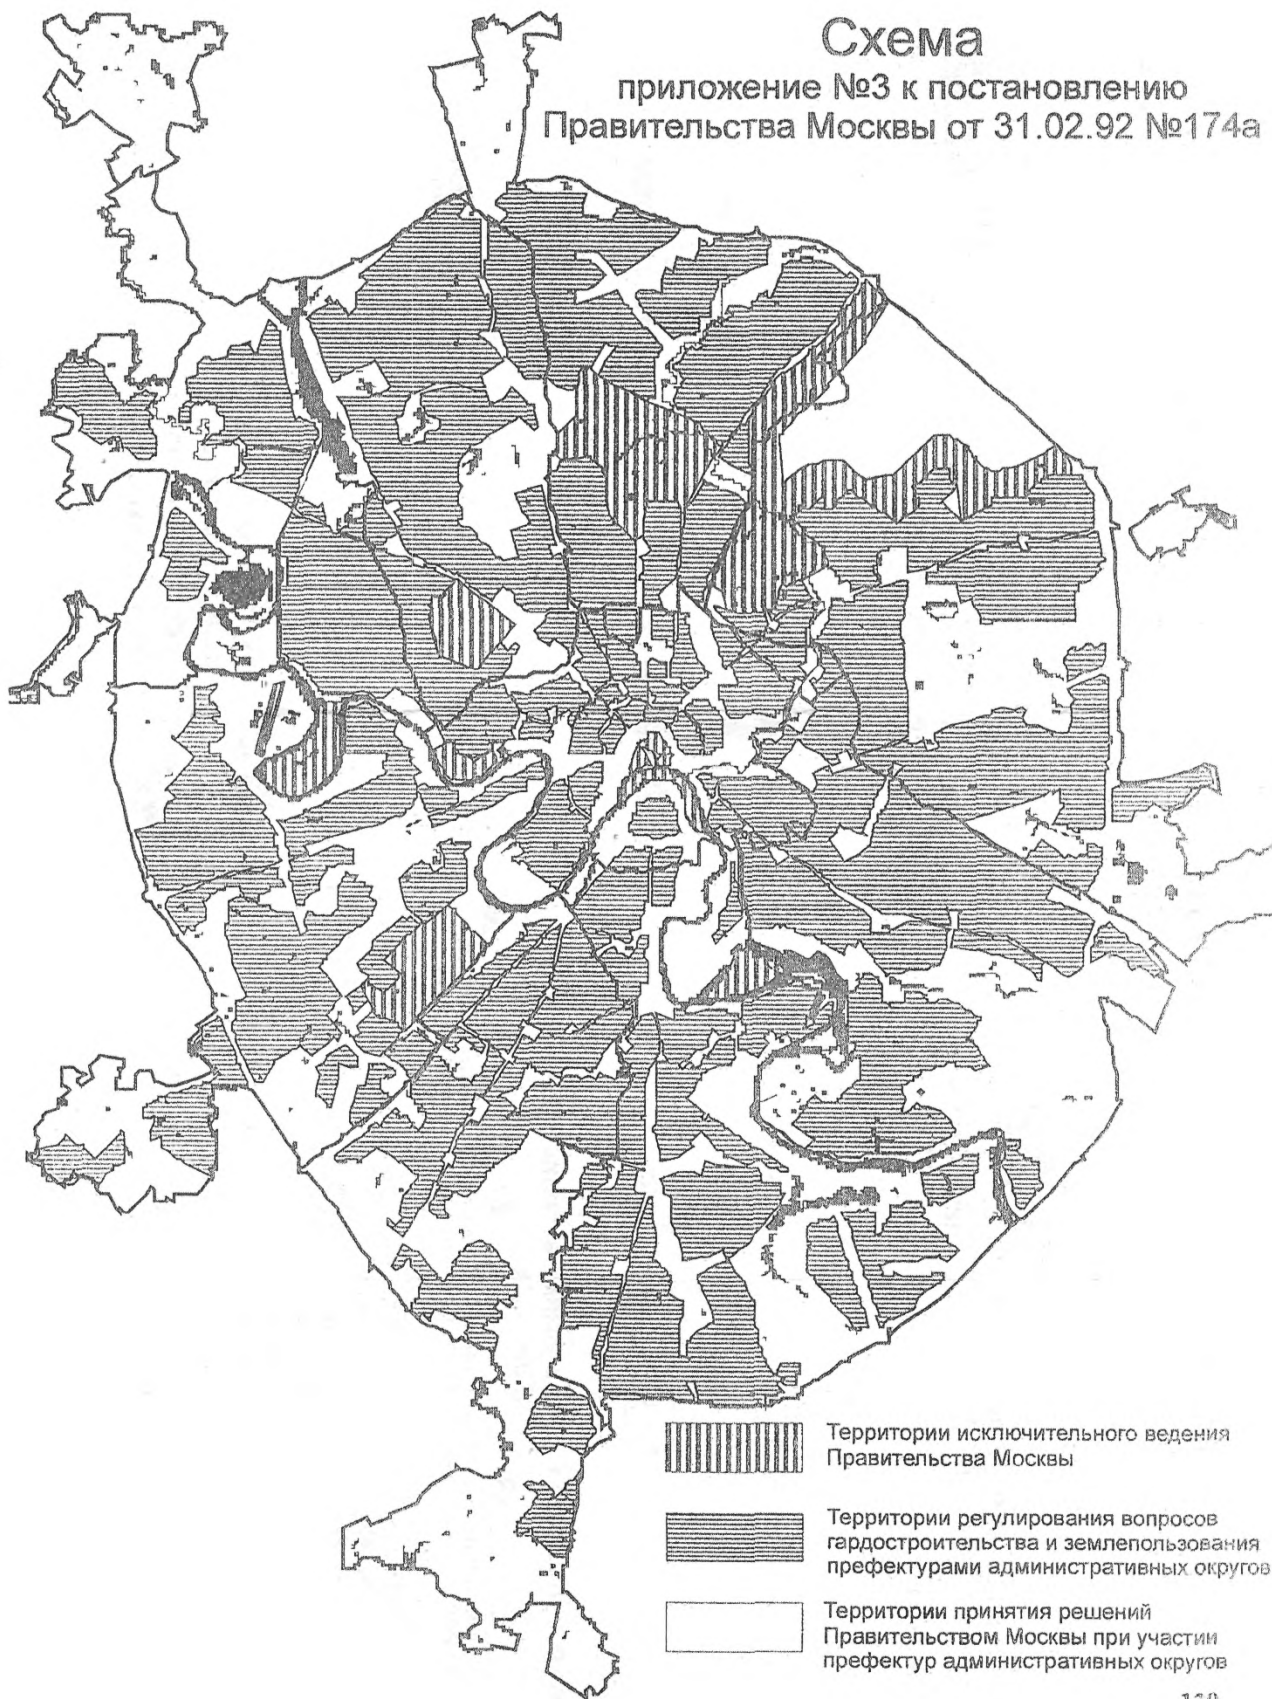 Схема
приложение №3 к постановлению
Правительства Москвы от 31.02.92 №174а
Территории исключительного ведения
Правительства Москвы
Территории регулирования вопросов
гардостроительства и землепользования
префектурами административных округов
Территории принятия решений
Правительством Москвы при участии
префектур административных округов